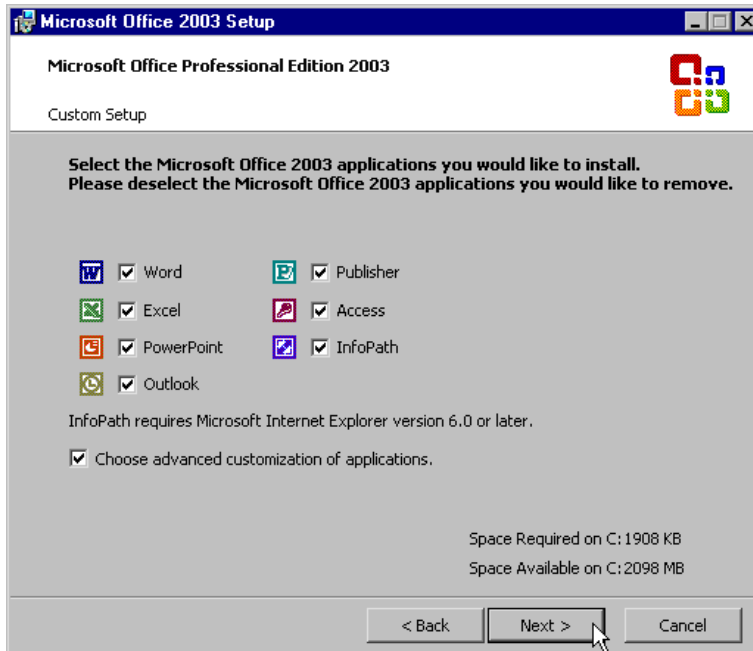 Microsoft Office 2003 Setup
Microsoft Office Professional Edition 2003
Custom Setup
Select the Microsoft Office 2003 applications you would like to install.
Please deselect the Microsoft Office 2003 applications you would like to remove.
Word
Publisher
Excel
Access
PowerPoint
InfoPath
Outlook
InfoPath requires Microsoft Internet Explorer version 6.0 or later.
Choose advanced customization of applications.
Space Required on C: 1908 KB
Space Available on C: 2098 MB
< Back
Next >
Cancel